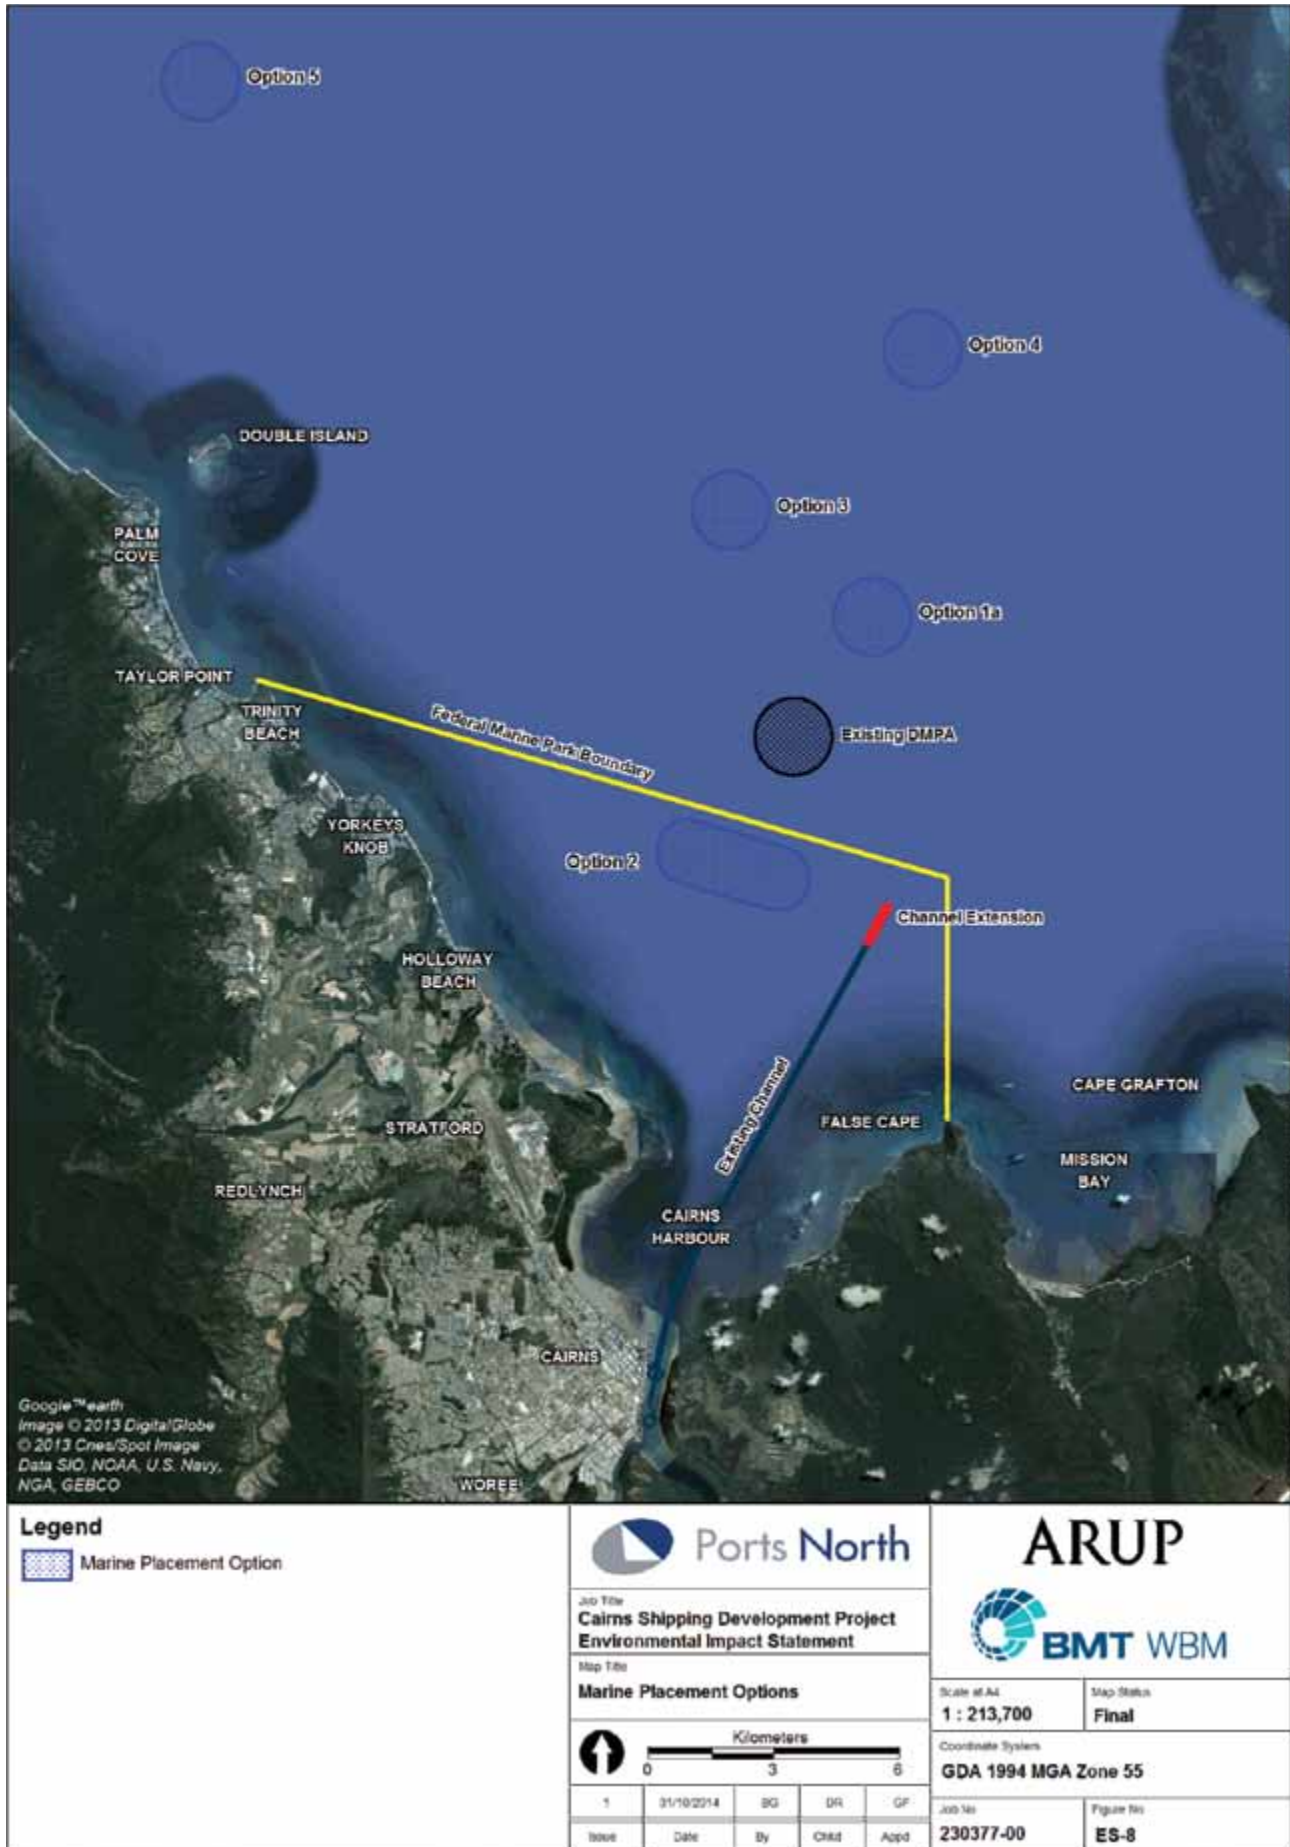 Option 5
Option 4
DOUBLE ISLAND
Option 3
PALM
COVE
Option 1a
TAYLOR POINT
TRINITY
BEACH
Federal Marine Park Boundary
Existing DMPA
YORKEYS
KNOB
Option 2
Channel Extension
HOLLOWAY
BEACH
Existing Channel
CAPE GRAFTON
FALSE CAPE
STRATFORD
MISSION
BAY
REDLYNCH
CAIRNS
HARBOUR
CAIRNS
Google™earth
Image © 2013 DigitalGlobe
© 2013 Cnes/Spot Image
Data SIO, NOAA, U.S. Navy,
NGA, GEBCO
WOREE
Legend
Marine Placement Option
Ports North
Job Title
Cairns Shipping Development Project
Environmental Impact Statement
Map Title
Marine Placement Options
Kilometers
0 3 6
1 31/10/2014 BG DR GF
Issue Date By Chkd Appd
ARUP
BMT WBM
Scale at A4
1 : 213,700
Map Status
Final
Coordinate System
GDA 1994 MGA Zone 55
Job No
230377-00
Figure No
ES-8